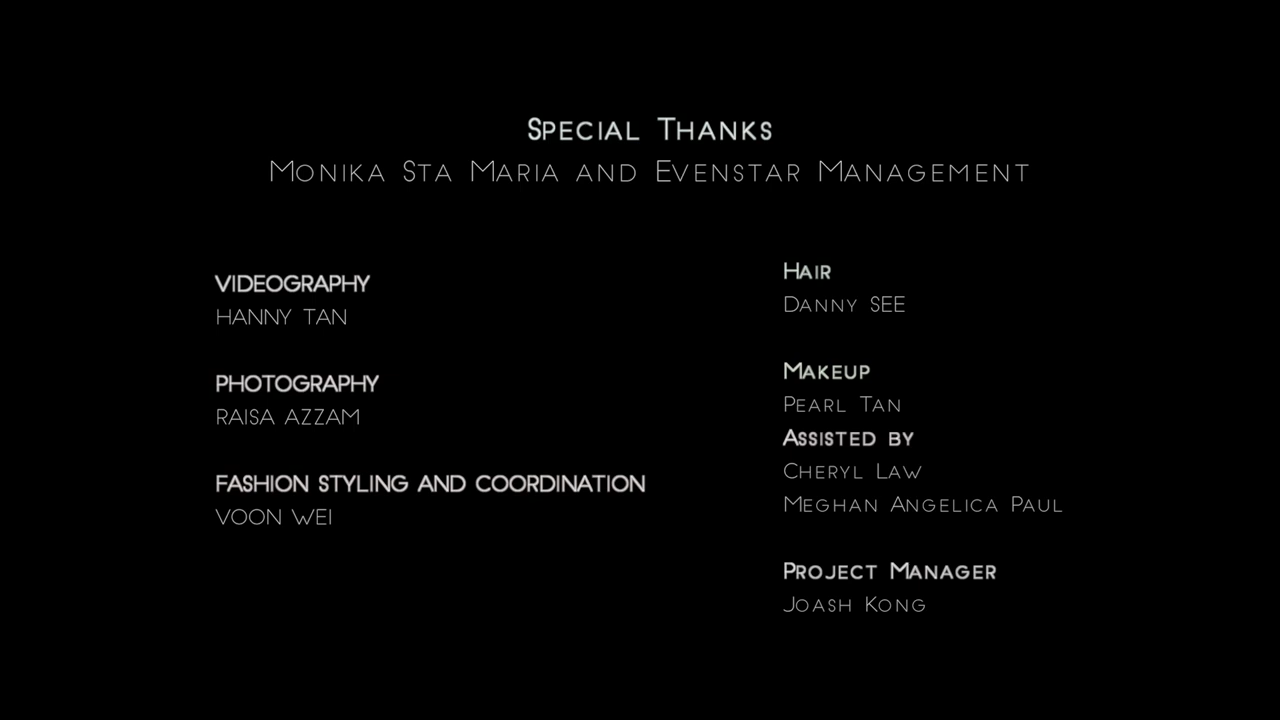 Special Thanks
Monika Sta Maria and Evenstar Management
VIDEOGRAPHY
HANNY TAN
PHOTOGRAPHY
RAISA AZZAM
FASHION STYLING AND COORDINATION
VOON WEI
Hair
Danny SEE
Makeup
Pearl Tan
Assisted by
Cheryl Law
Meghan Angelica Paul
Project Manager
Joash Kong